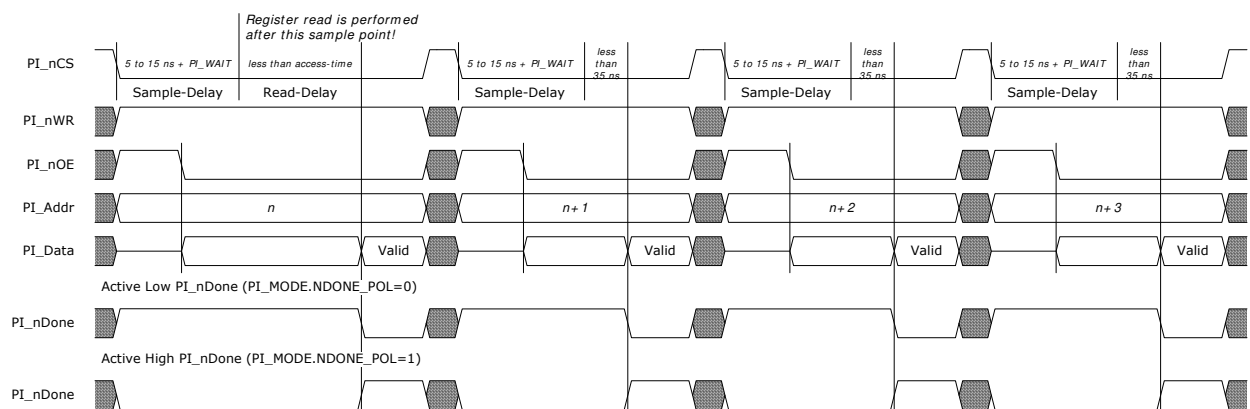 Register read is performed
after this sample point!
PI_nCS
5 to 15 ns + PI_WAIT
less than access-time
5 to 15 ns + PI_WAIT
less
than
35 ns
5 to 15 ns + PI_WAIT
less
than
35 ns
5 to 15 ns + PI_WAIT
less
than
35 ns
Sample-Delay
Read-Delay
Sample-Delay
Sample-Delay
Sample-Delay
PI_nWR
PI_nOE
PI_Addr
n
n+1
n+2
n+3
PI_Data
Valid
Valid
Valid
Valid
Active Low PI_nDone (PI_MODE.NDONE_POL=0)
PI_nDone
Active High PI_nDone (PI_MODE.NDONE_POL=1)
PI_nDone